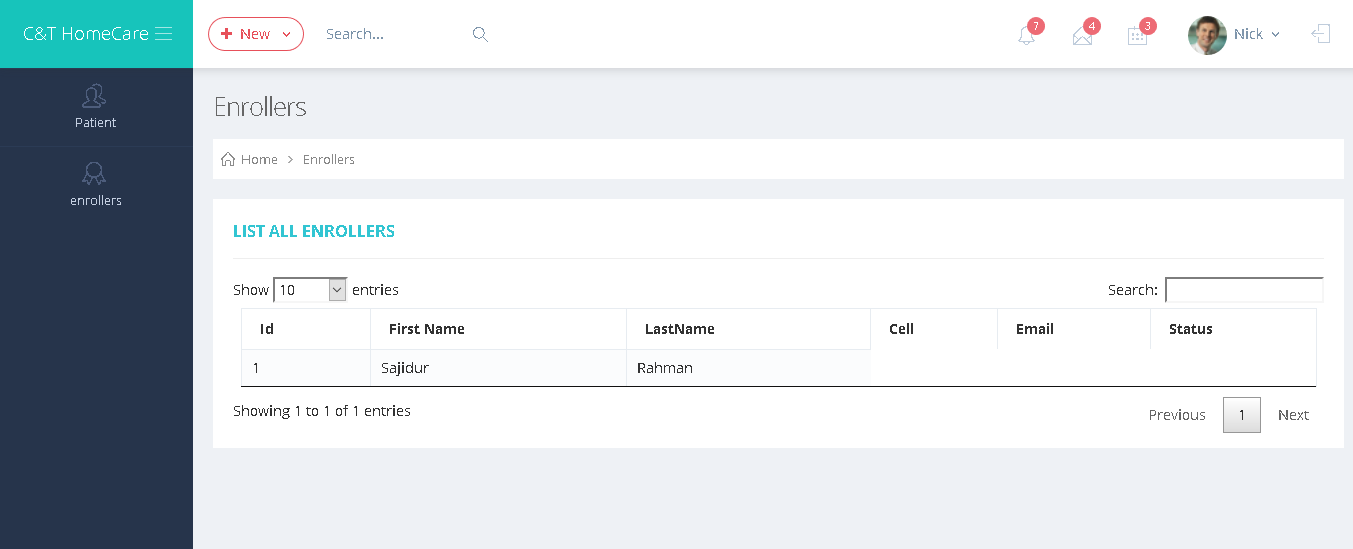 C&T HomeCare
New
Search...
7
4
3
Nick
Patient
enrollers
Enrollers
Home > Enrollers
LIST ALL ENROLLERS
Show 10 entries
Search:
Id First Name LastName Cell Email Status
1 Sajidur Rahman
Showing 1 to 1 of 1 entries
Previous 1 Next